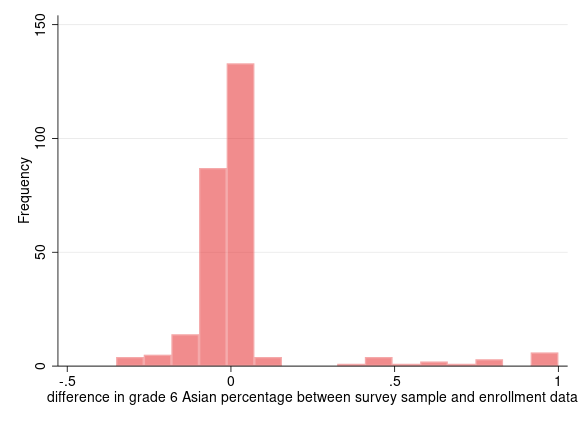 150
100
50
0
Frequency
-.5 0 .5 1
difference in grade 6 Asian percentage between survey sample and enrollment data